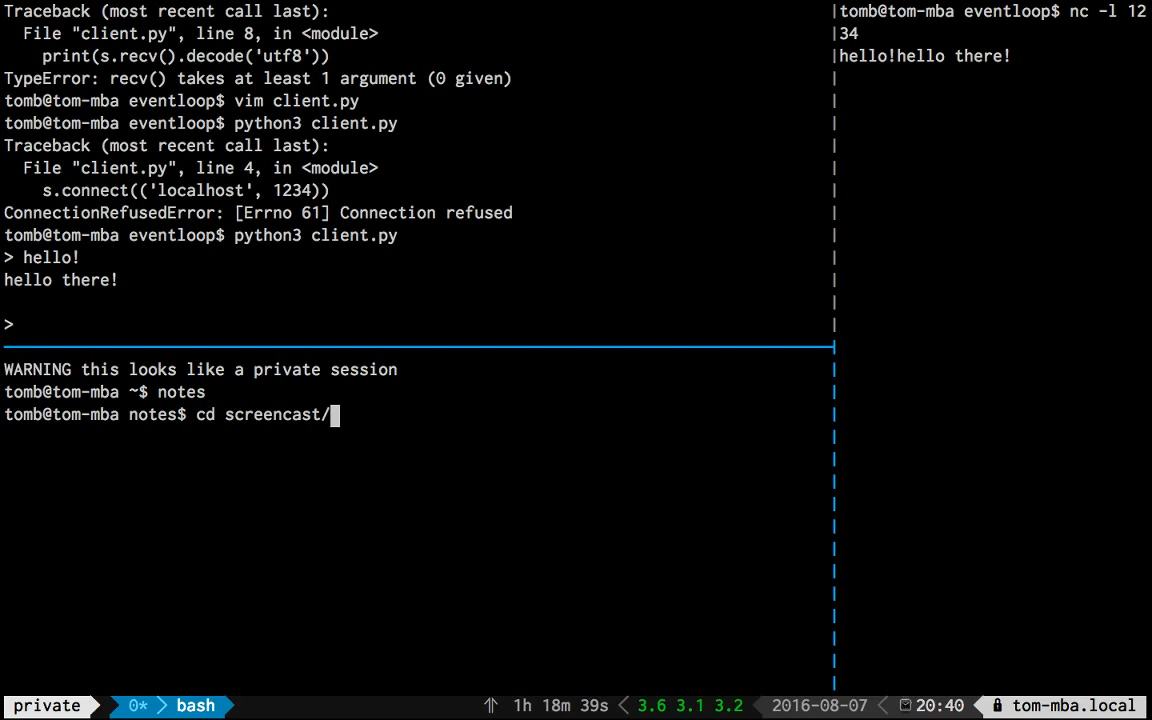 Traceback (most recent call last):
  File "client.py", line 8, in <module>
    print(s.recv().decode('utf8'))
TypeError: recv() takes at least 1 argument (0 given)
tomb@tom-mba eventloop$ vim client.py
tomb@tom-mba eventloop$ python3 client.py
Traceback (most recent call last):
  File "client.py", line 4, in <module>
    s.connect(('localhost', 1234))
ConnectionRefusedError: [Errno 61] Connection refused
tomb@tom-mba eventloop$ python3 client.py
> hello!
hello there!
>
tomb@tom-mba eventloop$ nc -l 12
34
hello!hello there!
WARNING this looks like a private session
tomb@tom-mba ~$ notes
tomb@tom-mba notes$ cd screencast/
private 0* bash 1h 18m 39s 3.6 3.1 3.2 2016-08-07 20:40 tom-mba.local